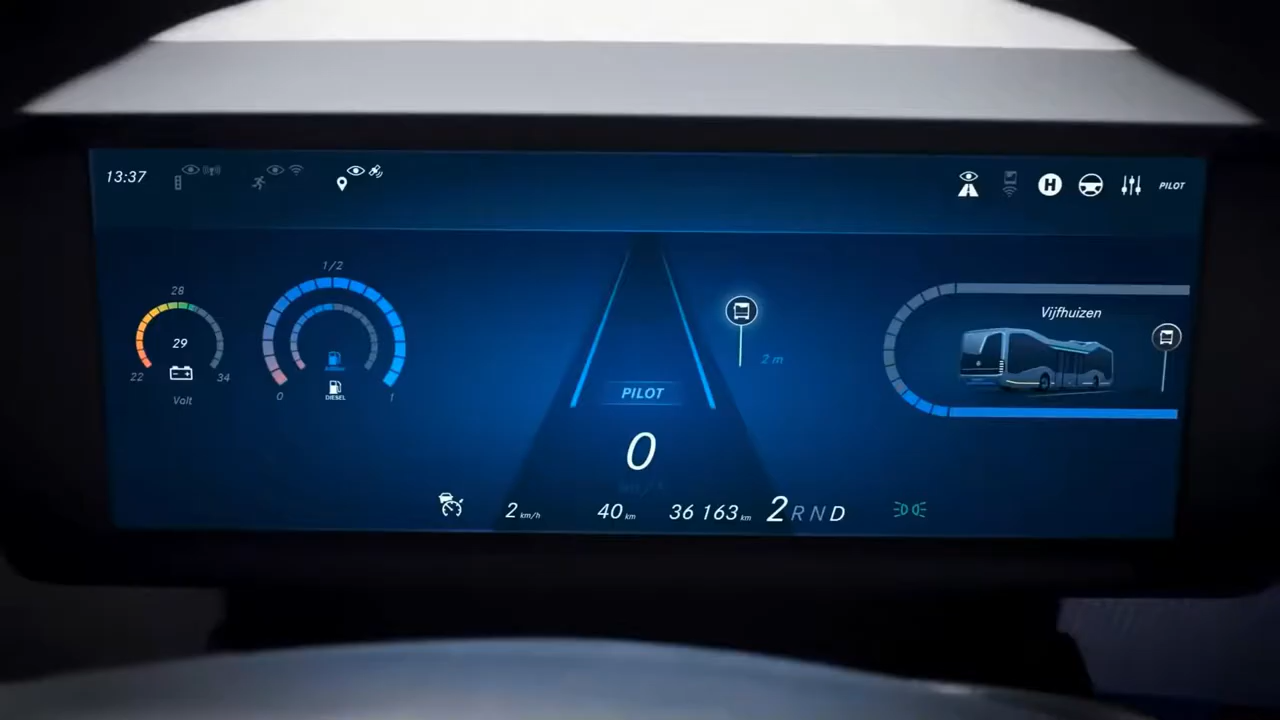 13:37
H
PILOT
28
29
22
34
Volt
1/2
0
1
AdBlue
DIESEL
2 m
PILOT
0
Vijfhuizen
2 km/h
40 km
36 163 km
2 R N D